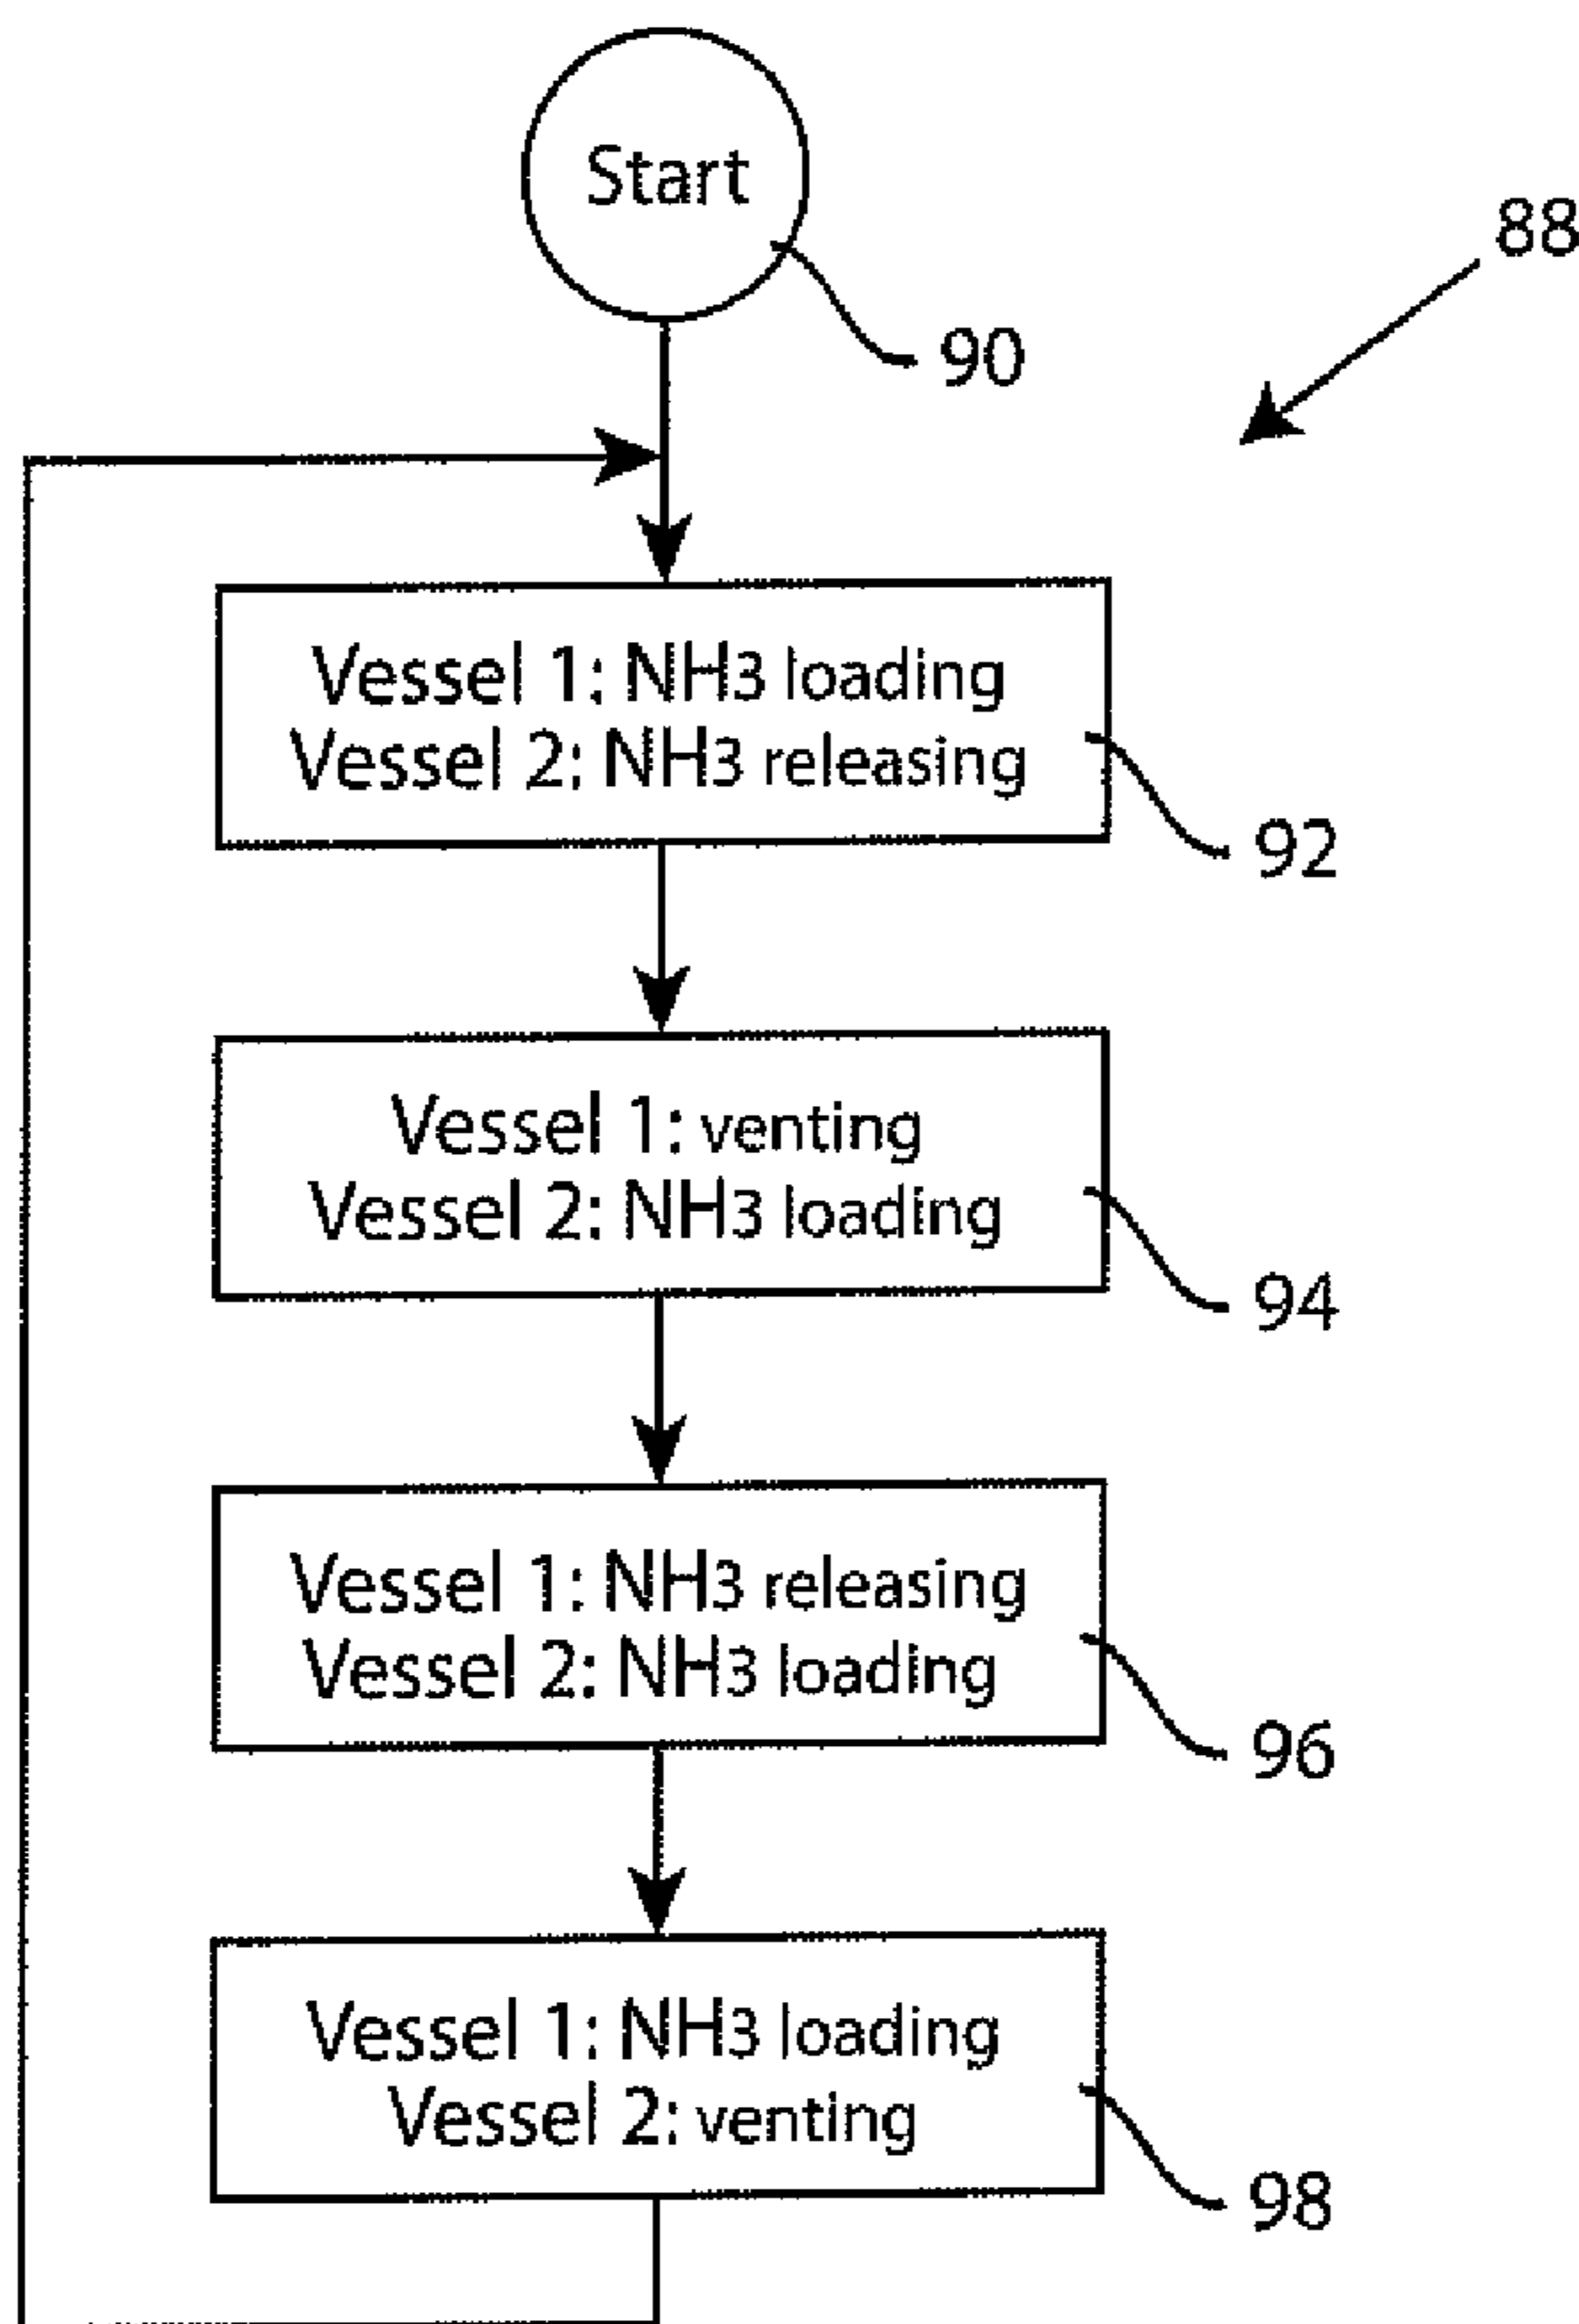 Start
88
90
Vessel 1: NH3 loading
Vessel 2: NH3 releasing
92
Vessel 1: venting
Vessel 2: NH3 loading
94
Vessel 1: NH3 releasing
Vessel 2: NH3 loading
96
Vessel 1: NH3 loading
Vessel 2: venting
98